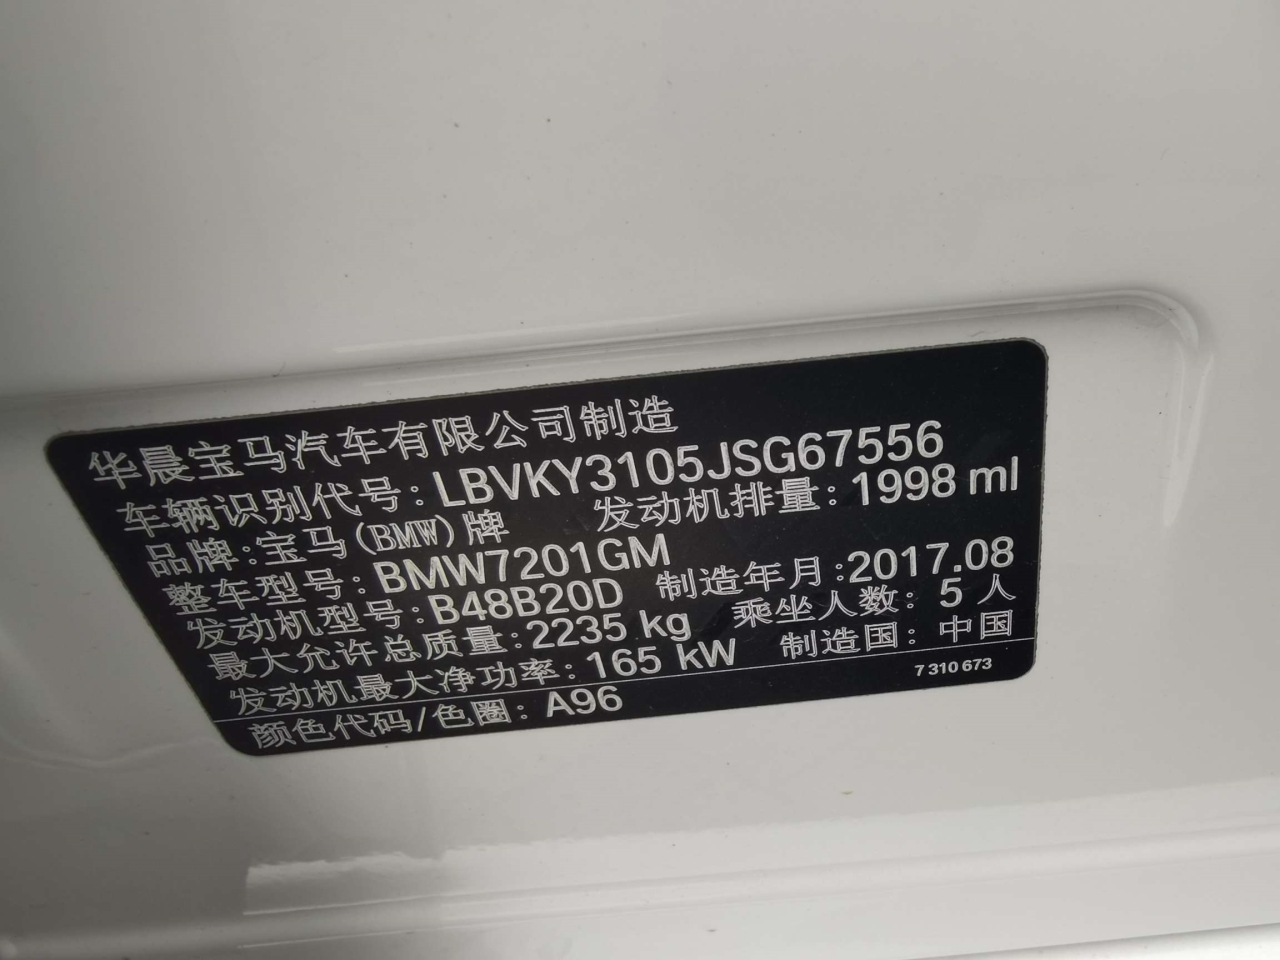 华晨宝马汽车有限公司制造
车辆识别代号: LBVKY3105JSG67556
品牌:宝马(BMW)牌 发动机排量: 1998 ml
整车型号: BMW7201GM
发动机型号: B48B20D 制造年月:2017.08
最大允许总质量:2235 kg 乘坐人数: 5 人
发动机最大净功率: 165 kW 制造国: 中国
7 310 673
颜色代码/色圈: A96